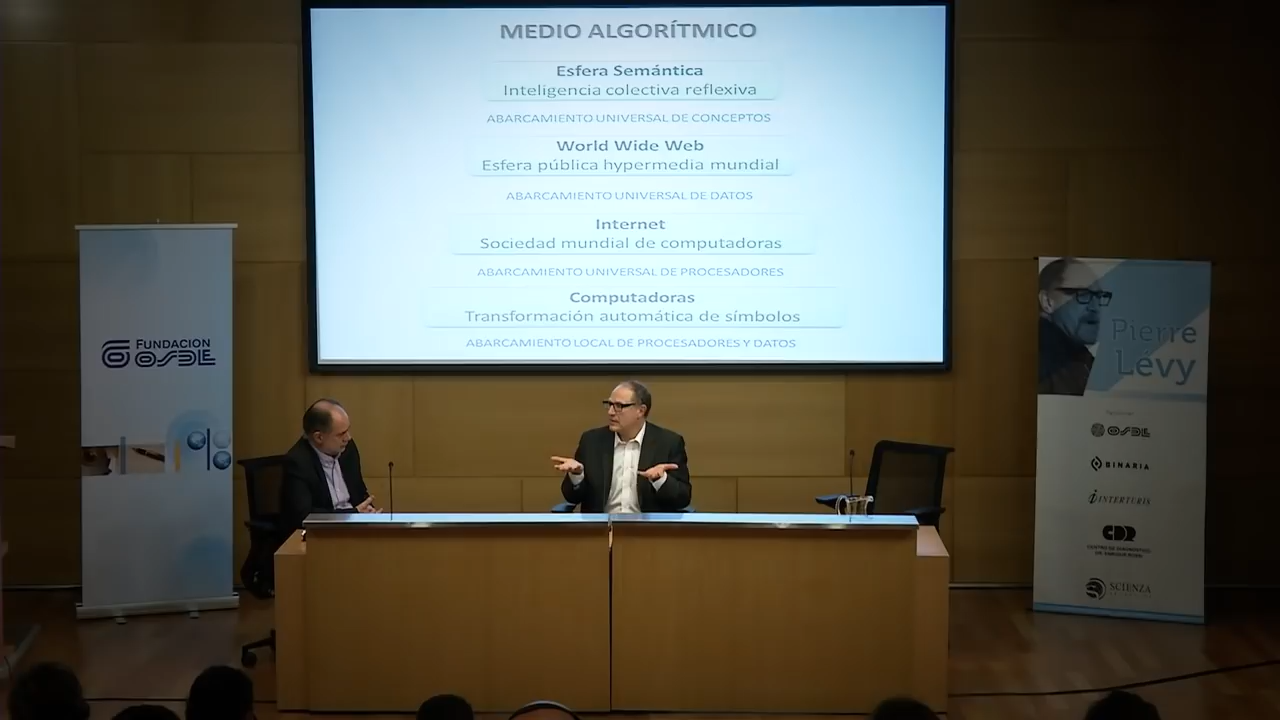 MEDIO ALGORÍTMICO
Esfera Semántica
Inteligencia colectiva reflexiva
ABARCAMIENTO UNIVERSAL DE CONCEPTOS
World Wide Web
Esfera pública hypermedia mundial
ABARCAMIENTO UNIVERSAL DE DATOS
Internet
Sociedad mundial de computadoras
ABARCAMIENTO UNIVERSAL DE PROCESADORES
Computadoras
Transformación automática de símbolos
ABARCAMIENTO LOCAL DE PROCESADORES Y DATOS
FUNDACION
OSDE
Pierre
Lévy
OSDE
BINARIA
INTERTURIS
CDR
SCIENZA